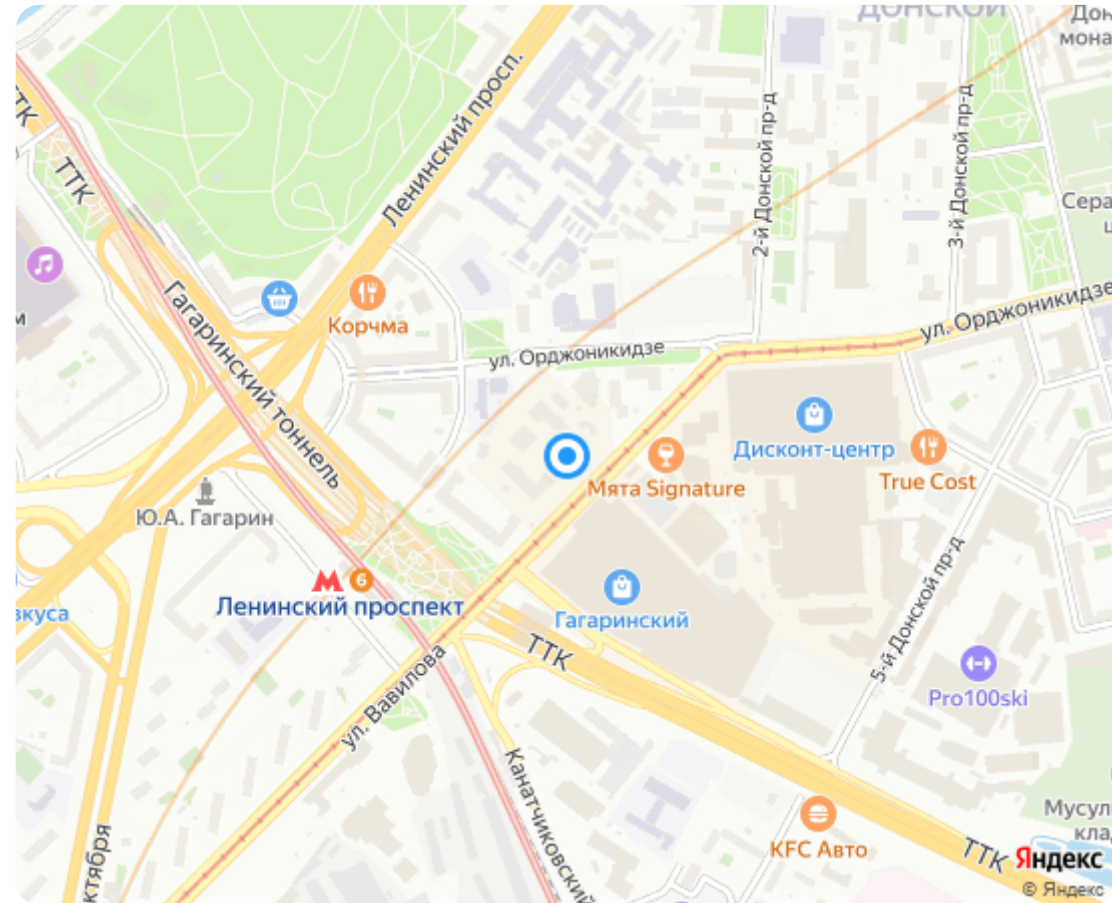 ДОНСКОЙ
Дон
мона
ТТК
ТТК
Ленинский просп.
2-й Донской пр-д
3-й Донской пр-д
Сера
ц
м
Гагаринский тоннель
Корчма
ул. Орджоникидзе
ул. Орджоникидзе
Дисконт-центр
True Cost
Мята Signature
Ю.А. Гагарин
6
Ленинский проспект
вкуса
Гагаринский
ТТК
5-й Донской пр-д
Pro100ski
ул. Вавилова
Канатчиковский
KFC Авто
Мусул
кла
ктября
ТТК
Яндекс
© Яндекс